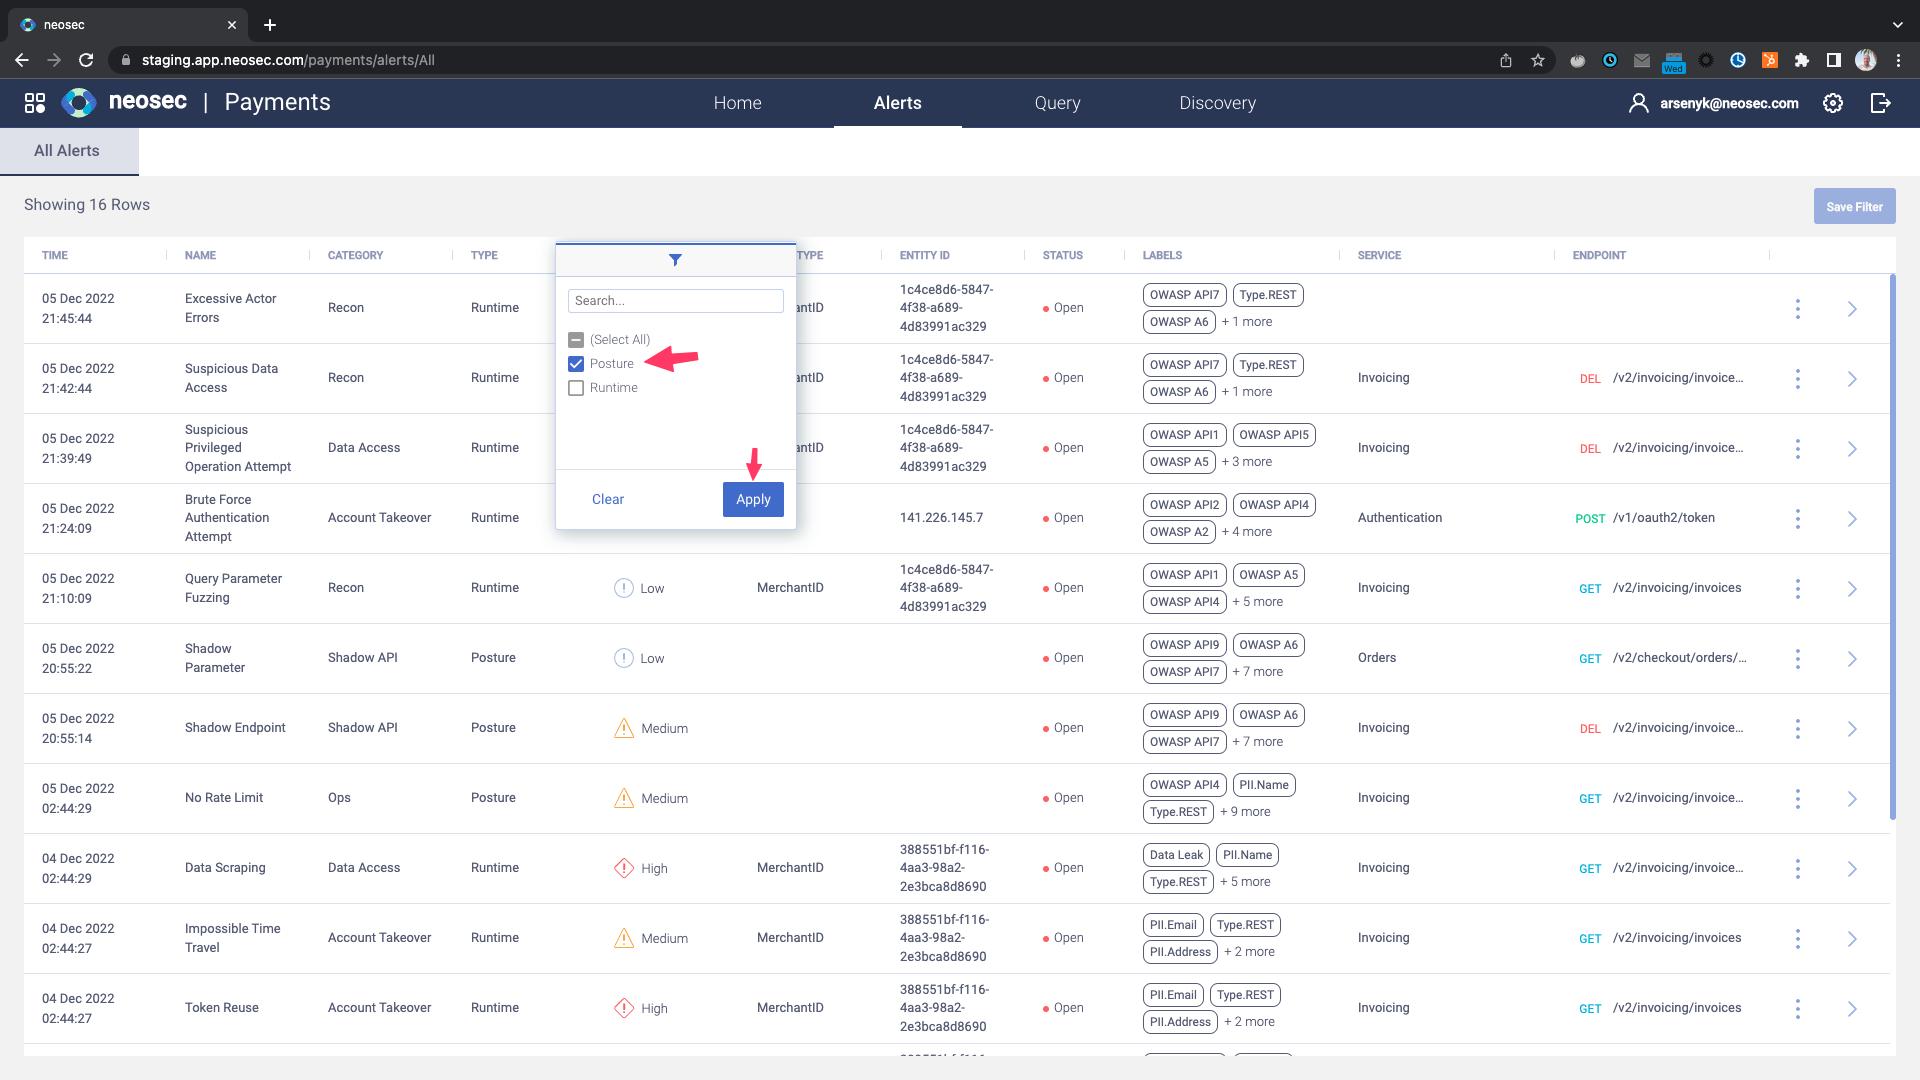 neosec
staging.app.neosec.com/payments/alerts/All
Wed
neosec | Payments
Home
Alerts
Query
Discovery
arsenyk@neosec.com
All Alerts
Showing 16 Rows
Save Filter
TIME NAME CATEGORY TYPE TYPE ENTITY ID STATUS LABELS SERVICE ENDPOINT
Search...
(Select All)
Posture
Runtime
Clear
Apply
05 Dec 2022
21:45:44
Excessive Actor
Errors
Recon
Runtime
antID
1c4ce8d6-5847-
4f38-a689-
4d83991ac329
Open
OWASP API7 Type.REST
OWASP A6 + 1 more
05 Dec 2022
21:42:44
Suspicious Data
Access
Recon
Runtime
antID
1c4ce8d6-5847-
4f38-a689-
4d83991ac329
Open
OWASP API7 Type.REST
OWASP A6 + 1 more
Invoicing
DEL /v2/invoicing/invoice...
05 Dec 2022
21:39:49
Suspicious
Privileged
Operation Attempt
Data Access
Runtime
antID
1c4ce8d6-5847-
4f38-a689-
4d83991ac329
Open
OWASP API1 OWASP API5
OWASP A5 + 3 more
Invoicing
DEL /v2/invoicing/invoice...
05 Dec 2022
21:24:09
Brute Force
Authentication
Attempt
Account Takeover
Runtime
141.226.145.7
Open
OWASP API2 OWASP API4
OWASP A2 + 4 more
Authentication
POST /v1/oauth2/token
05 Dec 2022
21:10:09
Query Parameter
Fuzzing
Recon
Runtime
Low
MerchantID
1c4ce8d6-5847-
4f38-a689-
4d83991ac329
Open
OWASP API1 OWASP A5
OWASP API4 + 5 more
Invoicing
GET /v2/invoicing/invoices
05 Dec 2022
20:55:22
Shadow
Parameter
Shadow API
Posture
Low
Open
OWASP API9 OWASP A6
OWASP API7 + 7 more
Orders
GET /v2/checkout/orders/...
05 Dec 2022
20:55:14
Shadow Endpoint
Shadow API
Posture
Medium
Open
OWASP API9 OWASP A6
OWASP API7 + 7 more
Invoicing
DEL /v2/invoicing/invoice...
05 Dec 2022
02:44:29
No Rate Limit
Ops
Posture
Medium
Open
OWASP API4 PII.Name
Type.REST + 9 more
Invoicing
GET /v2/invoicing/invoice...
04 Dec 2022
02:44:29
Data Scraping
Data Access
Runtime
High
MerchantID
388551bf-f116-
4aa3-98a2-
2e3bca8d8690
Open
Data Leak PII.Name
Type.REST + 5 more
Invoicing
GET /v2/invoicing/invoice...
04 Dec 2022
02:44:27
Impossible Time
Travel
Account Takeover
Runtime
Medium
MerchantID
388551bf-f116-
4aa3-98a2-
2e3bca8d8690
Open
PII.Email Type.REST
PII.Address + 2 more
Invoicing
GET /v2/invoicing/invoices
04 Dec 2022
02:44:27
Token Reuse
Account Takeover
Runtime
High
MerchantID
388551bf-f116-
4aa3-98a2-
2e3bca8d8690
Open
PII.Email Type.REST
PII.Address + 2 more
Invoicing
GET /v2/invoicing/invoices